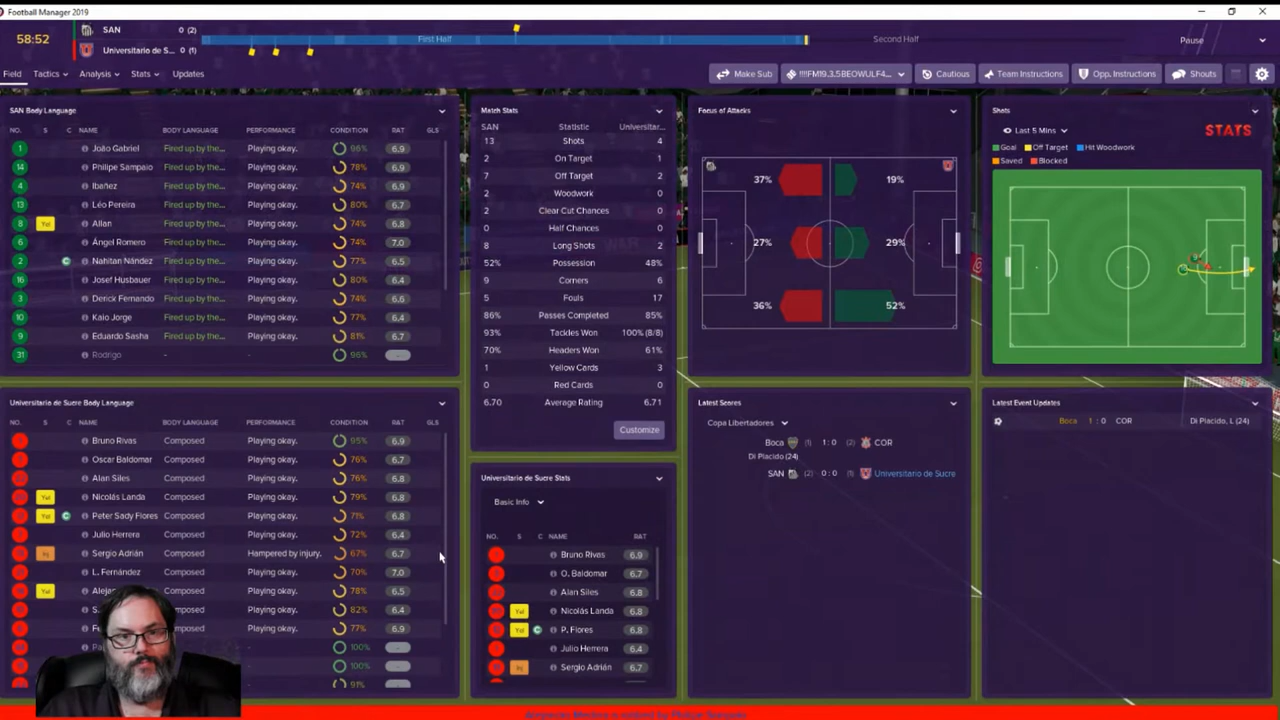 Football Manager 2019
58:52
SAN 0 (2)
Universitario de S... 0 (1)
First Half
Second Half
Pause
Field Tactics Analysis Stats Updates
Make Sub !!!!FM19.3.5BEOWULF4... Cautious Team Instructions Opp. Instructions Shouts
SAN Body Language
NO. S C NAME BODY LANGUAGE PERFORMANCE CONDITION RAT GLS
1 João Gabriel Fired up by the... Playing okay. 96% 6.9
14 Philipe Sampaio Fired up by the... Playing okay. 78% 6.9
4 Ibañez Fired up by the... Playing okay. 74% 6.9
13 Léo Pereira Fired up by the... Playing okay. 80% 6.7
8 Yel Allan Fired up by the... Playing okay. 74% 6.8
6 Ángel Romero Fired up by the... Playing okay. 74% 7.0
2 C Nahitan Nández Fired up by the... Playing okay. 77% 6.5
16 Josef Husbauer Fired up by the... Playing okay. 80% 6.4
3 Derick Fernando Fired up by the... Playing okay. 74% 6.6
10 Kaio Jorge Fired up by the... Playing okay. 77% 6.4
9 Eduardo Sasha Fired up by the... Playing okay. 81% 6.7
31 Rodrigo - - 96% -
Universitario de Sucre Body Language
NO. S C NAME BODY LANGUAGE PERFORMANCE CONDITION RAT GLS
Bruno Rivas Composed Playing okay. 95% 6.9
Oscar Baldomar Composed Playing okay. 76% 6.7
Alan Siles Composed Playing okay. 76% 6.8
Yel Nicolás Landa Composed Playing okay. 79% 6.8
Yel C Peter Sady Flores Composed Playing okay. 71% 6.8
Julio Herrera Composed Playing okay. 72% 6.4
Inj Sergio Adrián Composed Hampered by injury. 67% 6.7
L. Fernández Composed Playing okay. 70% 7.0
Yel Composed Playing okay. 78% 6.5
Composed Playing okay. 82% 6.4
Composed Playing okay. 77% 6.9
100% -
100% -
91%
Match Stats
SAN Statistic Universitar...
13 Shots 4
2 On Target 1
7 Off Target 2
2 Woodwork 0
2 Clear Cut Chances 0
0 Half Chances 0
8 Long Shots 2
52% Possession 48%
9 Corners 6
5 Fouls 17
86% Passes Completed 85%
93% Tackles Won 100% (8/8)
70% Headers Won 61%
1 Yellow Cards 3
0 Red Cards 0
6.70 Average Rating 6.71
Customize
Universitario de Sucre Stats
Basic Info
NO. S C NAME RAT
Bruno Rivas 6.9
O. Baldomar 6.7
Alan Siles 6.8
Yel Nicolás Landa 6.8
Yel C P. Flores 6.8
Julio Herrera 6.4
Inj Sergio Adrián 6.7
Focus of Attacks
37% 19%
27% 29%
36% 52%
Latest Scores
Copa Libertadores
Boca (1) 1 : 0 (2) COR
Di Placido (24)
SAN (2) 0 : 0 (1) Universitario de Sucre
Shots
Last 5 Mins
STATS
Goal Off Target Hit Woodwork
Saved Blocked
Latest Event Updates
Boca 1 : 0 COR Di Placido, L (24)